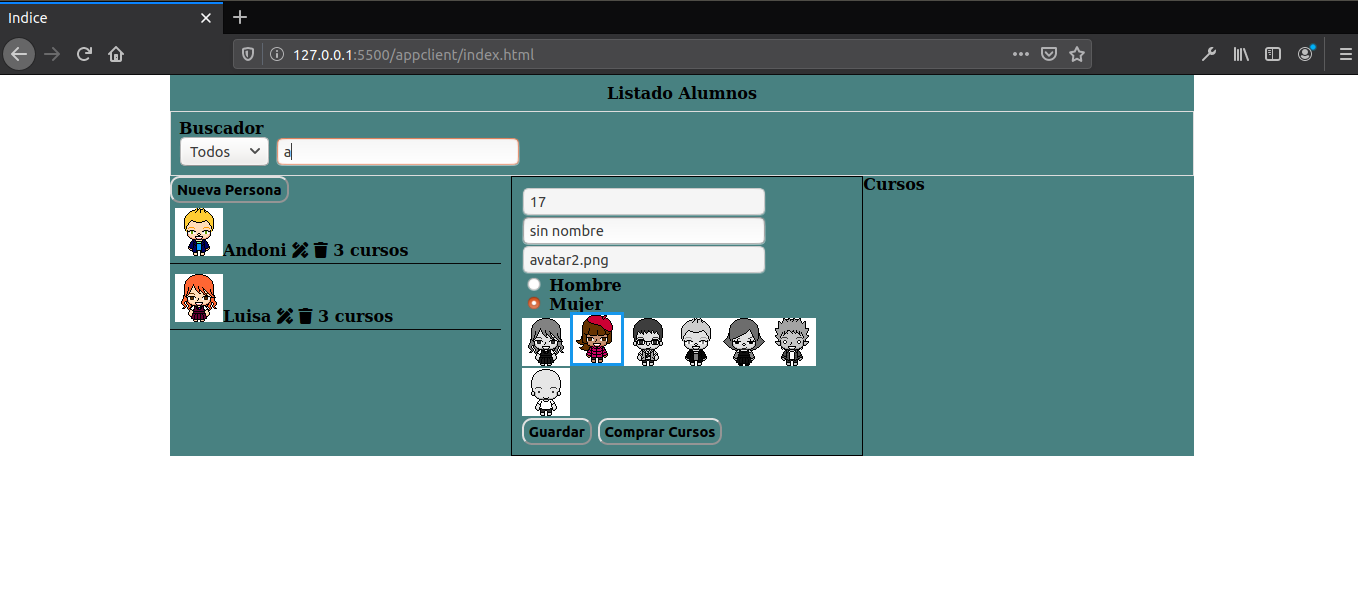 Indice
127.0.0.1:5500/appclient/index.html
Listado Alumnos
Buscador
Todos a
Nueva Persona
Andoni 3 cursos
Luisa 3 cursos
17
sin nombre
avatar2.png
Hombre
Mujer
Guardar Comprar Cursos
Cursos